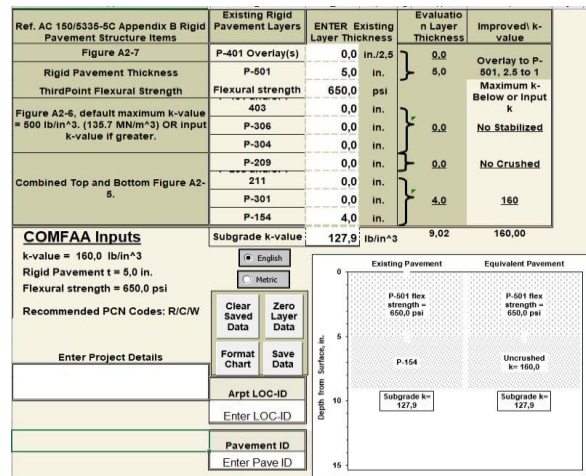 Ref. AC 150/5335-5C Appendix B Rigid Pavement Structure Items
Existing Rigid Pavement Layers
ENTER Existing Layer Thickness
Evaluatio n Layer Thickness
Improved\ k-value
Figure A2-7
P-401 Overlay(s)
0,0 in./2,5
0.0
Overlay to P-501, 2.5 to 1
Rigid Pavement Thickness
P-501
5,0 in.
5,0
ThirdPoint Flexural Strength
Flexural strength
650,0 psi
Maximum k-Below or Input k
Figure A2-6, default maximum k-value = 500 lb/in^3. (135.7 MN/m^3) OR input k-value if greater.
403
0,0 in.
P-306
0,0 in.
0.0
No Stabilized
P-304
0,0 in.
P-209
0,0 in.
0.0
No Crushed
Combined Top and Bottom Figure A2-5.
211
0,0 in.
P-301
0,0 in.
4.0
160
P-154
4,0 in.
COMFAA Inputs
Subgrade k-value
127,9 lb/in^3
9,02
160,00
k-value = 160,0 lb/in^3
Rigid Pavement t = 5,0 in.
Flexural strength = 650,0 psi
Recommended PCN Codes: R/C/W
English
Metric
Clear Saved Data
Zero Layer Data
Format Chart
Save Data
Enter Project Details
Arpt LOC-ID
Enter LOC-ID
Pavement ID
Enter Pave ID
Existing Pavement
Equivalent Pavement
Depth from Surface, in.
0
5
10
15
P-501 flex
strength =
650,0 psi
P-501 flex
strength =
650,0 psi
P-154
Uncrushed
k= 160,0
Subgrade k=
127,9
Subgrade k=
127,9